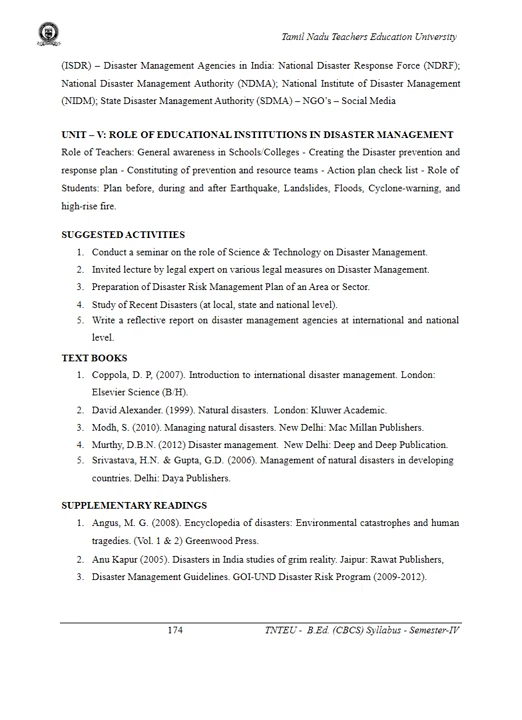 Tamil Nadu Teachers Education University
(ISDR) – Disaster Management Agencies in India: National Disaster Response Force (NDRF);
National Disaster Management Authority (NDMA); National Institute of Disaster Management
(NIDM); State Disaster Management Authority (SDMA) – NGO's – Social Media
UNIT – V: ROLE OF EDUCATIONAL INSTITUTIONS IN DISASTER MANAGEMENT
Role of Teachers: General awareness in Schools/Colleges - Creating the Disaster prevention and
response plan - Constituting of prevention and resource teams - Action plan check list - Role of
Students: Plan before, during and after Earthquake, Landslides, Floods, Cyclone-warning, and
high-rise fire.
SUGGESTED ACTIVITIES
1. Conduct a seminar on the role of Science & Technology on Disaster Management.
2. Invited lecture by legal expert on various legal measures on Disaster Management.
3. Preparation of Disaster Risk Management Plan of an Area or Sector.
4. Study of Recent Disasters (at local, state and national level).
5. Write a reflective report on disaster management agencies at international and national
level.
TEXT BOOKS
1. Coppola, D. P, (2007). Introduction to international disaster management. London:
Elsevier Science (B/H).
2. David Alexander. (1999). Natural disasters. London: Kluwer Academic.
3. Modh, S. (2010). Managing natural disasters. New Delhi: Mac Millan Publishers.
4. Murthy, D.B.N. (2012) Disaster management. New Delhi: Deep and Deep Publication.
5. Srivastava, H.N. & Gupta, G.D. (2006). Management of natural disasters in developing
countries. Delhi: Daya Publishers.
SUPPLEMENTARY READINGS
1. Angus, M. G. (2008). Encyclopedia of disasters: Environmental catastrophes and human
tragedies. (Vol. 1 & 2) Greenwood Press.
2. Anu Kapur (2005). Disasters in India studies of grim reality. Jaipur: Rawat Publishers,
3. Disaster Management Guidelines. GOI-UND Disaster Risk Program (2009-2012).
174 TNTEU - B.Ed. (CBCS) Syllabus - Semester-IV